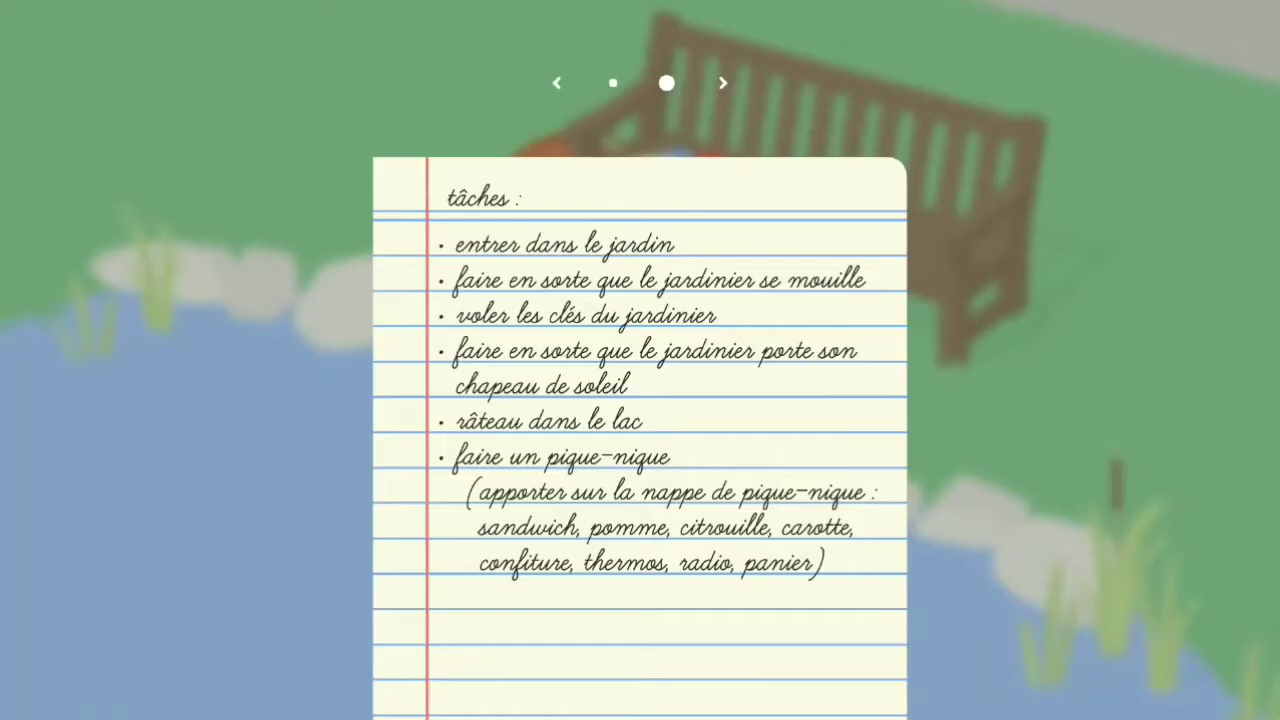 tâches :
• entrer dans le jardin
• faire en sorte que le jardinier se mouille
• voler les clés du jardinier
• faire en sorte que le jardinier porte son
chapeau de soleil
• râteau dans le lac
• faire un pique-nique
(apporter sur la nappe de pique-nique :
sandwich, pomme, citrouille, carotte,
confiture, thermos, radio, panier)